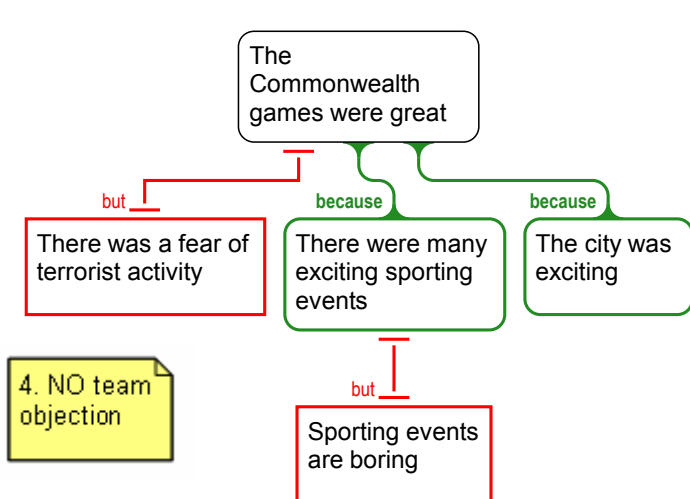 The
Commonwealth
games were great
but
because
because
There was a fear of
terrorist activity
There were many
exciting sporting
events
The city was
exciting
4. NO team
objection
but
Sporting events
are boring